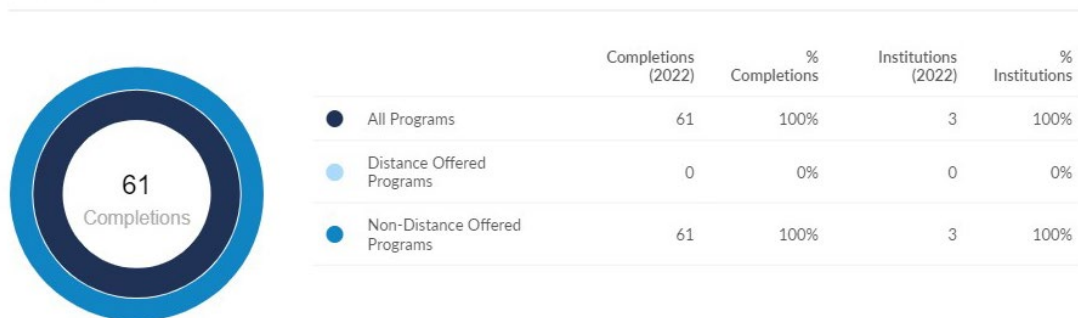 61
Completions
Completions (2022) % Completions Institutions (2022) % Institutions
All Programs 61 100% 3 100%
Distance Offered Programs 0 0% 0 0%
Non-Distance Offered Programs 61 100% 3 100%